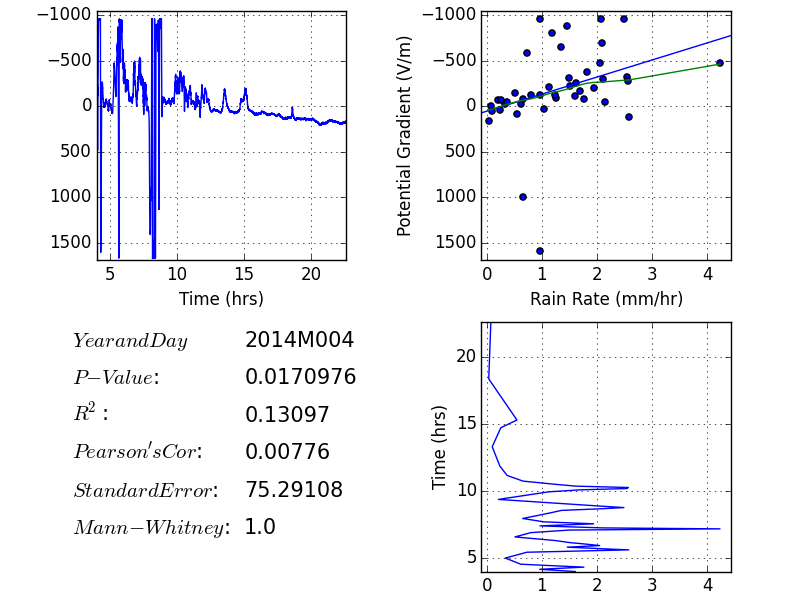 −1000
−500
0
500
1000
1500
5 10 15 20
Time (hrs)
Potential Gradient (V/m)
−1000
−500
0
500
1000
1500
0 1 2 3 4
Rain Rate (mm/hr)
YearandDay 2014M004
P−Value: 0.0170976
R²: 0.13097
Pearson′sCor: 0.00776
StandardError: 75.29108
Mann−Whitney: 1.0
Time (hrs)
20
15
10
5
0 1 2 3 4